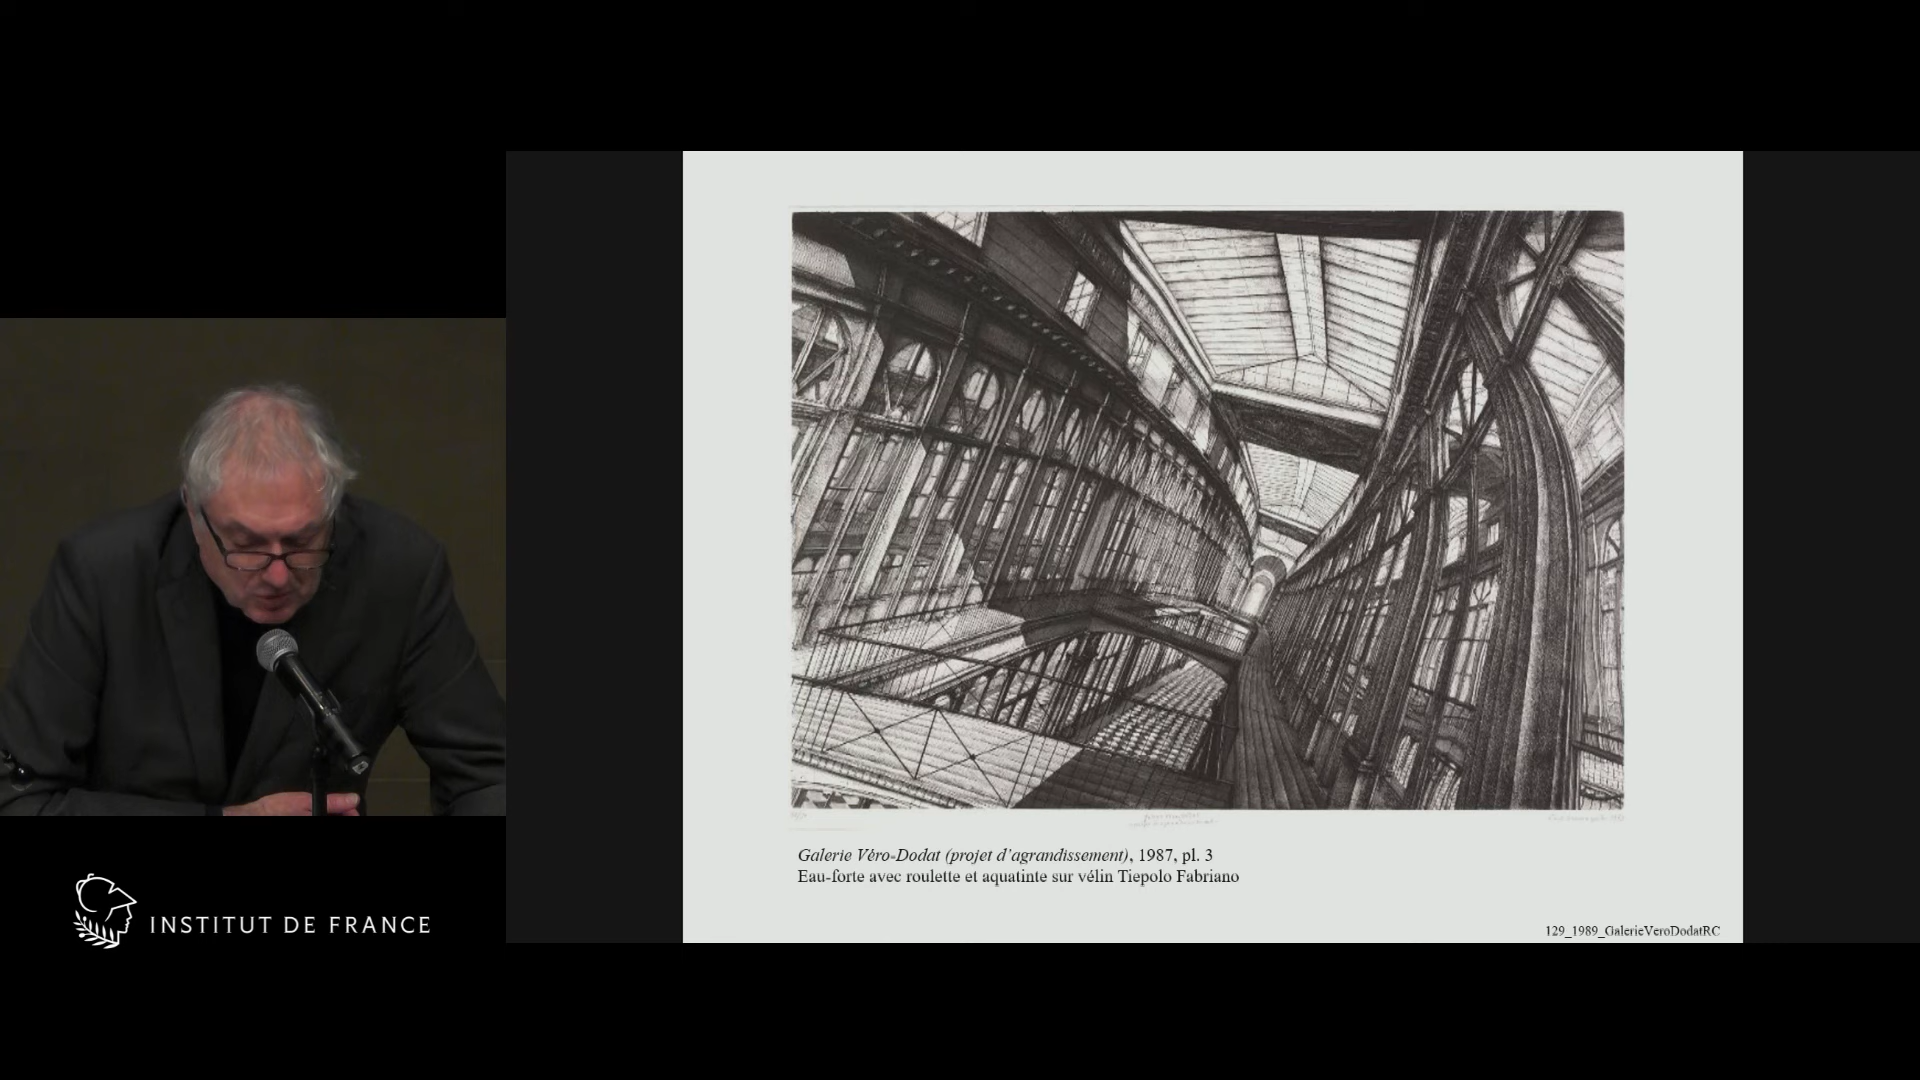 Galerie Véro-Dodat (projet d'agrandissement), 1987, pl. 3
Eau-forte avec roulette et aquatinte sur vélin Tiepolo Fabriano
129_1989_GalerieVeroDodatRC
INSTITUT DE FRANCE